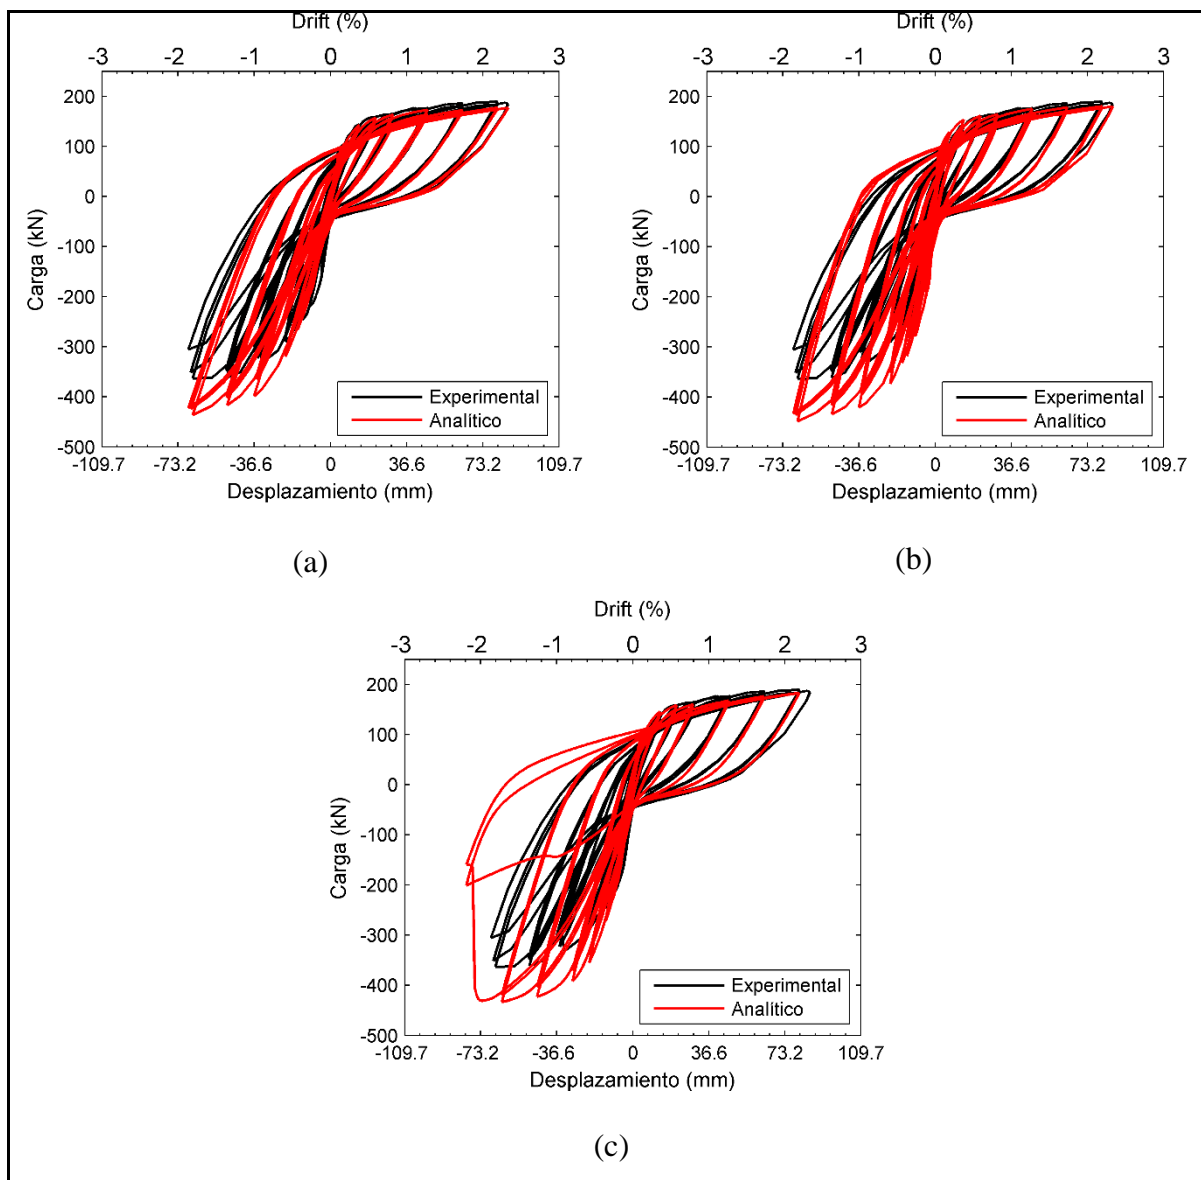 Drift (%)
-3 -2 -1 0 1 2 3
200
100
0
-100
-200
-300
-400
-500
Carga (kN)
Experimental
Analítico
-109.7 -73.2 -36.6 0 36.6 73.2 109.7
Desplazamiento (mm)
(a)
Drift (%)
-3 -2 -1 0 1 2 3
200
100
0
-100
-200
-300
-400
-500
Carga (kN)
Experimental
Analítico
-109.7 -73.2 -36.6 0 36.6 73.2 109.7
Desplazamiento (mm)
(b)
Drift (%)
-3 -2 -1 0 1 2 3
200
100
0
-100
-200
-300
-400
-500
Carga (kN)
Experimental
Analítico
-109.7 -73.2 -36.6 0 36.6 73.2 109.7
Desplazamiento (mm)
(c)